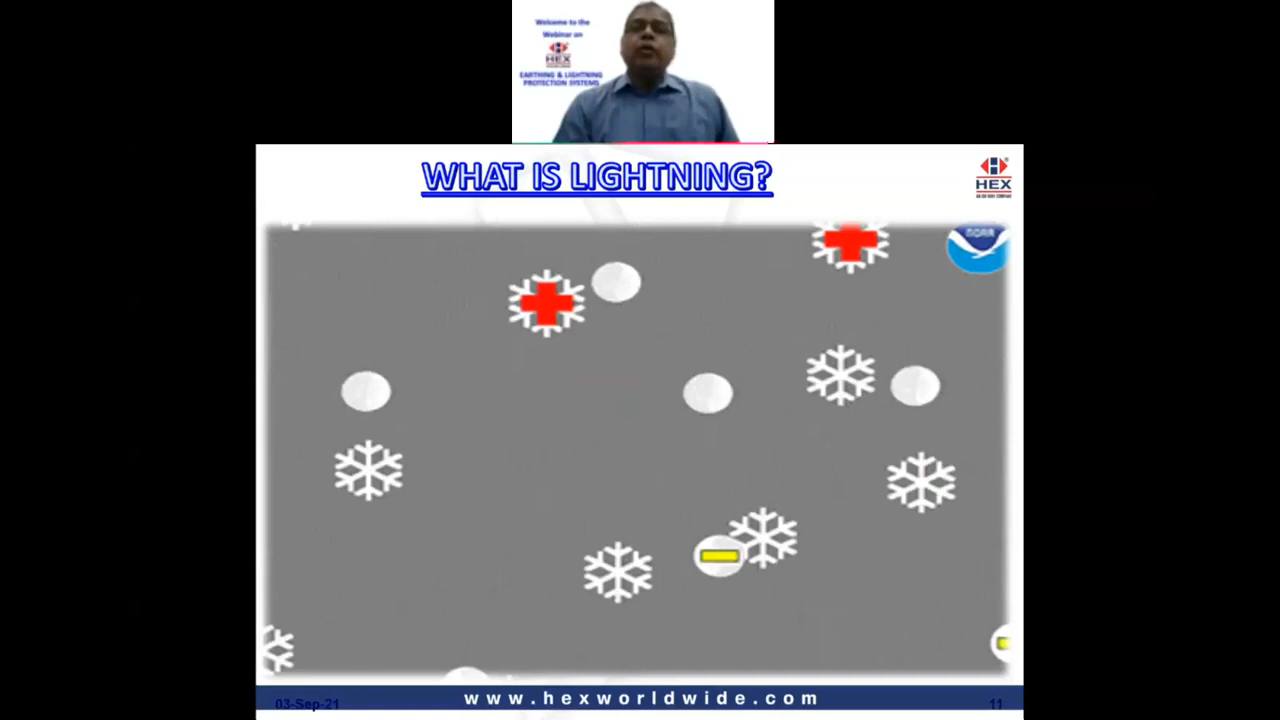 Welcome to the
Webinar on
HEX
EARTHING & LIGHTNING
PROTECTION SYSTEMS
WHAT IS LIGHTNING?
HEX
NOAA
03-Sep-21
www.hexworldwide.com
11